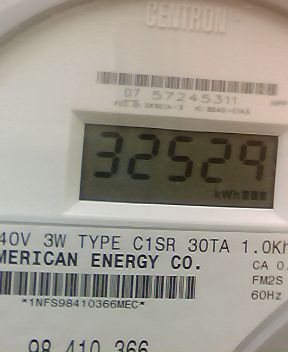 CENTRON
07 57245311
32529
kWh
40V 3W TYPE C1SR 30TA 1.0Kh
MERICAN ENERGY CO.
CA 0.
FM2S
*1NFS98410366MEC*
60Hz
98 410 366